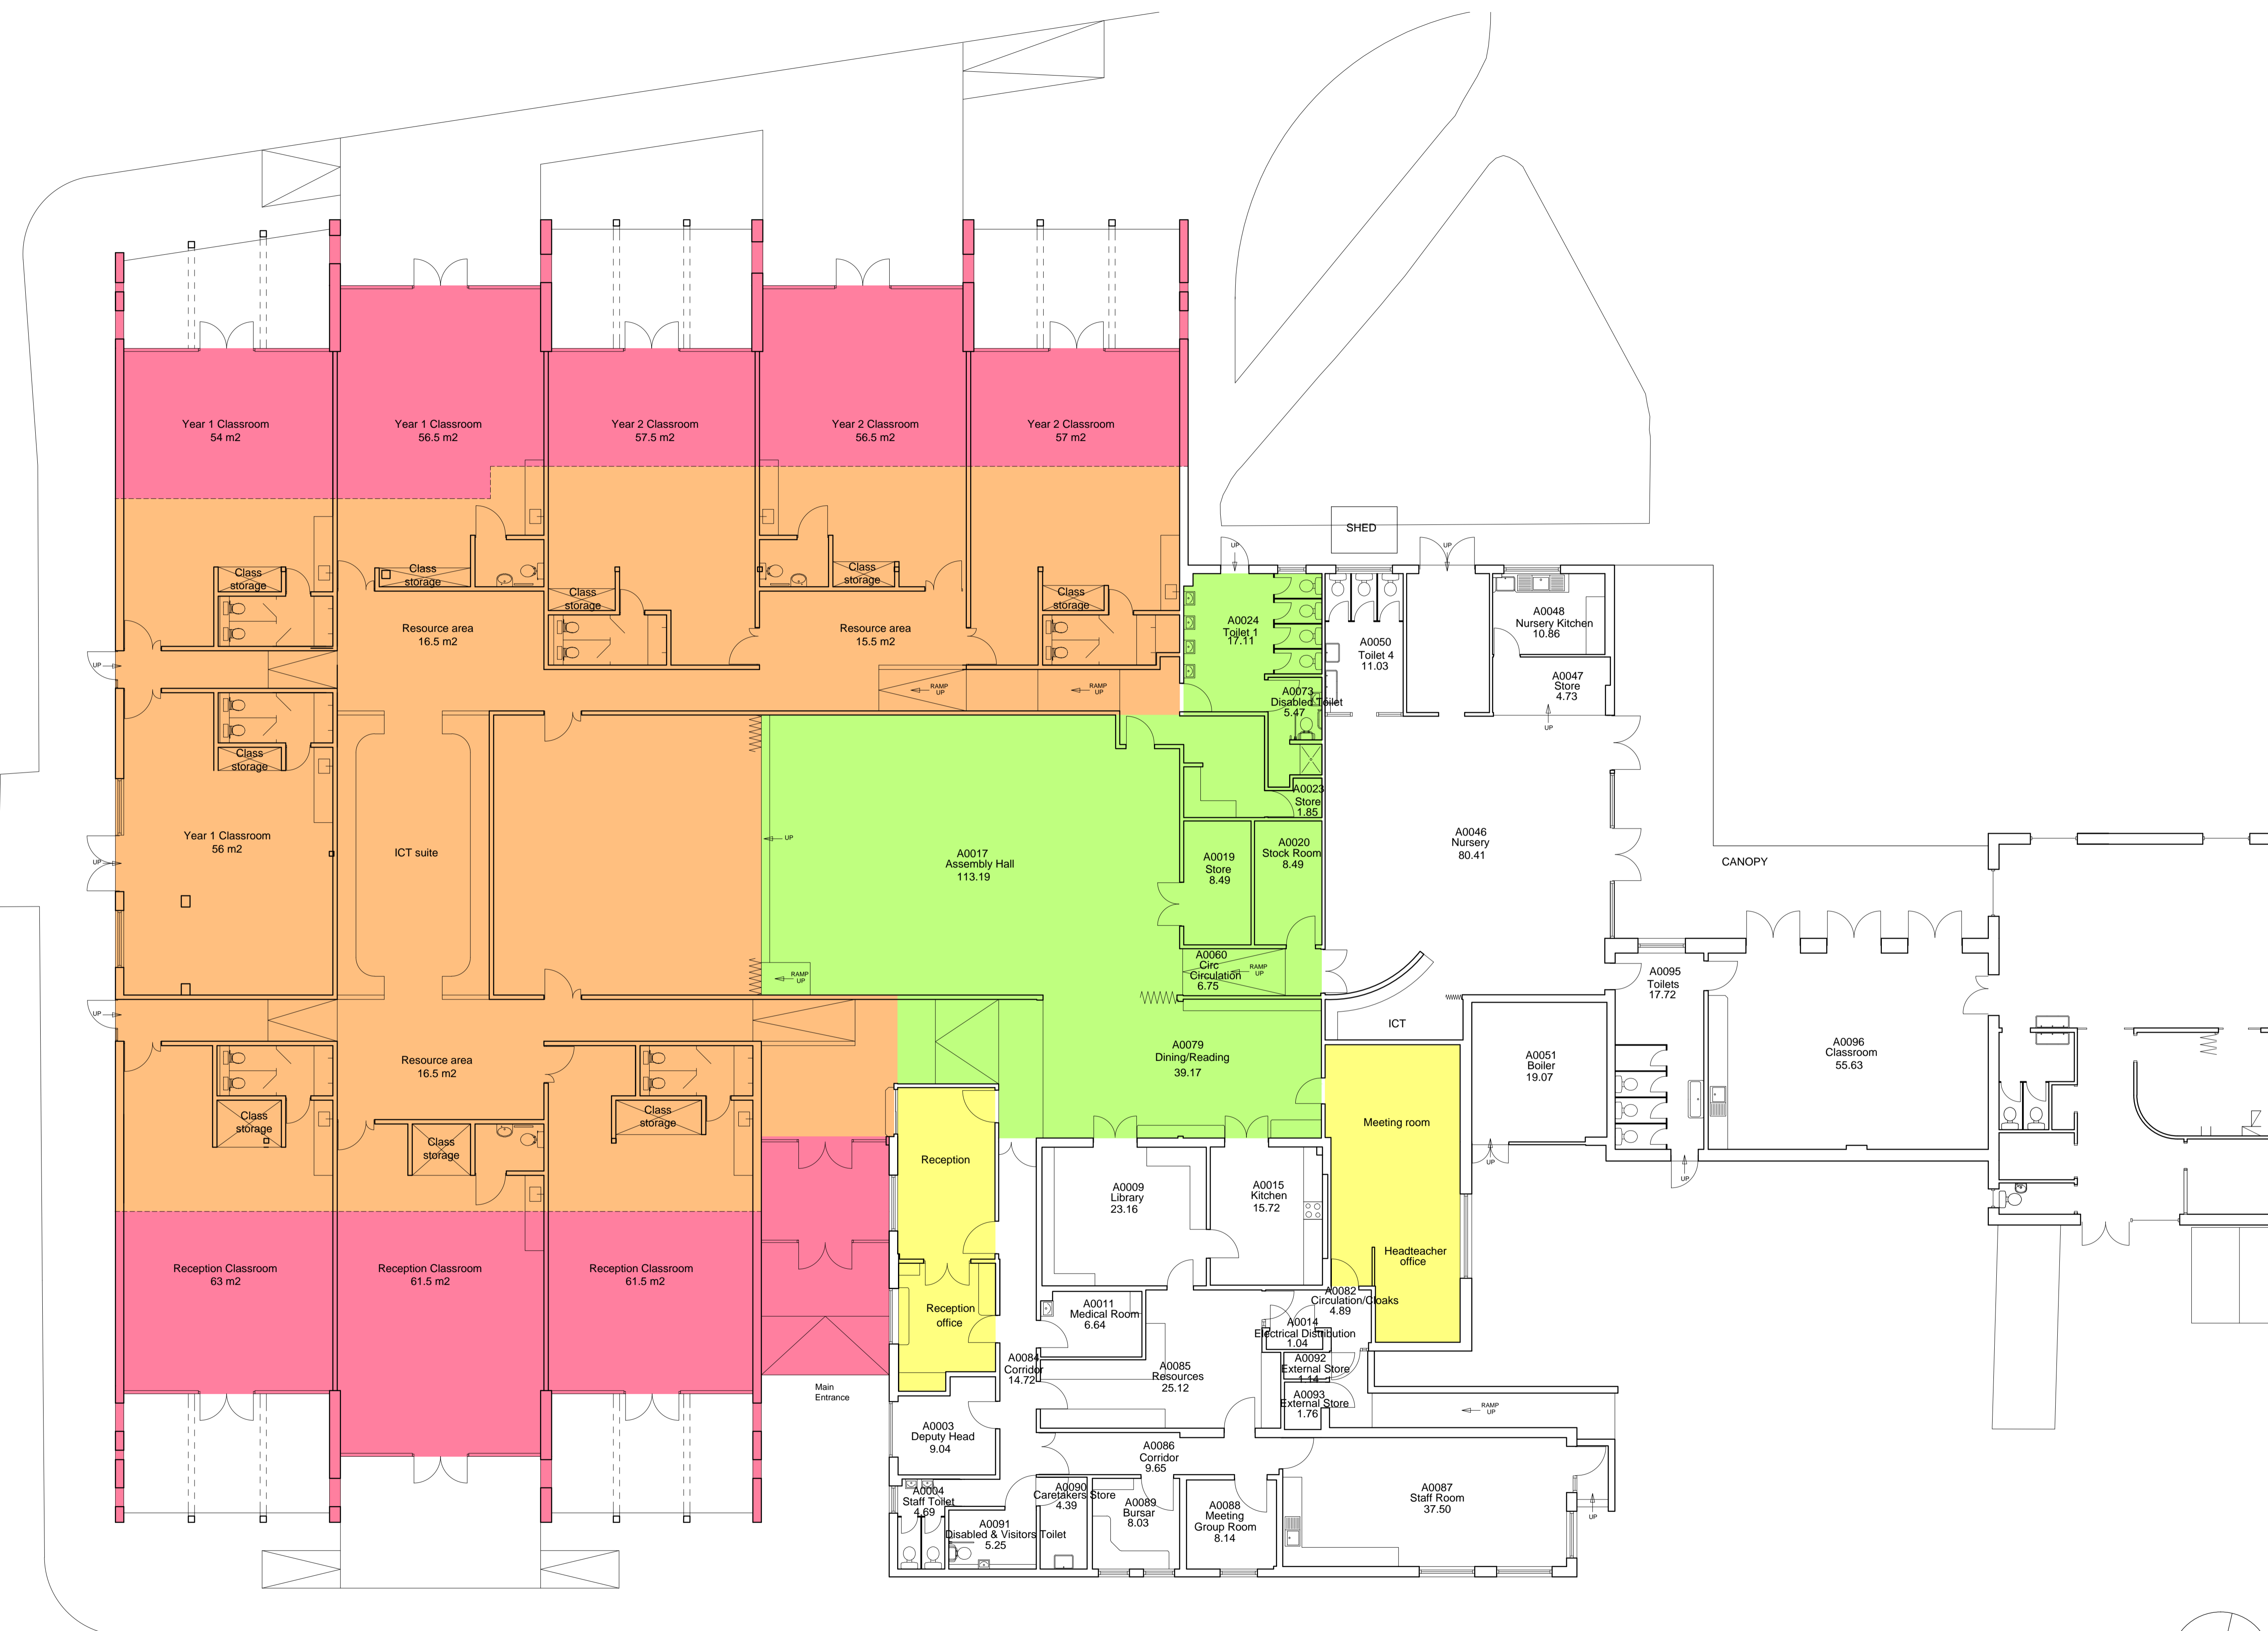 Year 1 Classroom
54 m2
Year 1 Classroom
56.5 m2
Year 2 Classroom
57.5 m2
Year 2 Classroom
56.5 m2
Year 2 Classroom
57 m2
SHED
UP
UP
Class
storage
Class
storage
Class
storage
Class
storage
Class
storage
A0048
Nursery Kitchen
10.86
A0024
Toilet 1
17.11
Resource area
16.5 m2
Resource area
15.5 m2
A0050
Toilet 4
11.03
UP
A0047
Store
4.73
RAMP
UP
RAMP
UP
A0073
Disabled Toilet
5.47
UP
Class
storage
A0023
Store
1.85
Year 1 Classroom
56 m2
UP
ICT suite
UP
A0017
Assembly Hall
113.19
A0019
Store
8.49
A0020
Stock Room
8.49
A0046
Nursery
80.41
CANOPY
A0060
Circ
Circulation
6.75
RAMP
UP
RAMP
UP
A0095
Toilets
17.72
UP
ICT
Resource area
16.5 m2
A0079
Dining/Reading
39.17
A0051
Boiler
19.07
A0096
Classroom
55.63
Class
storage
Class
storage
Class
storage
Meeting room
Reception
UP
UP
A0009
Library
23.16
A0015
Kitchen
15.72
Reception Classroom
63 m2
Reception Classroom
61.5 m2
Reception Classroom
61.5 m2
Headteacher
office
Reception
office
A0011
Medical Room
6.64
A0082
Circulation/Cloaks
4.89
A0014
Electrical Distribution
1.04
A0084
Corridor
14.72
A0085
Resources
25.12
A0092
External Store
1.14
Main
Entrance
A0093
External Store
1.76
RAMP
UP
A0003
Deputy Head
9.04
A0086
Corridor
9.65
A0004
Staff Toilet
4.69
A0090
Caretakers Store
4.39
A0089
Bursar
8.03
A0088
Meeting
Group Room
8.14
A0087
Staff Room
37.50
UP
A0091
Disabled & Visitors Toilet
5.25